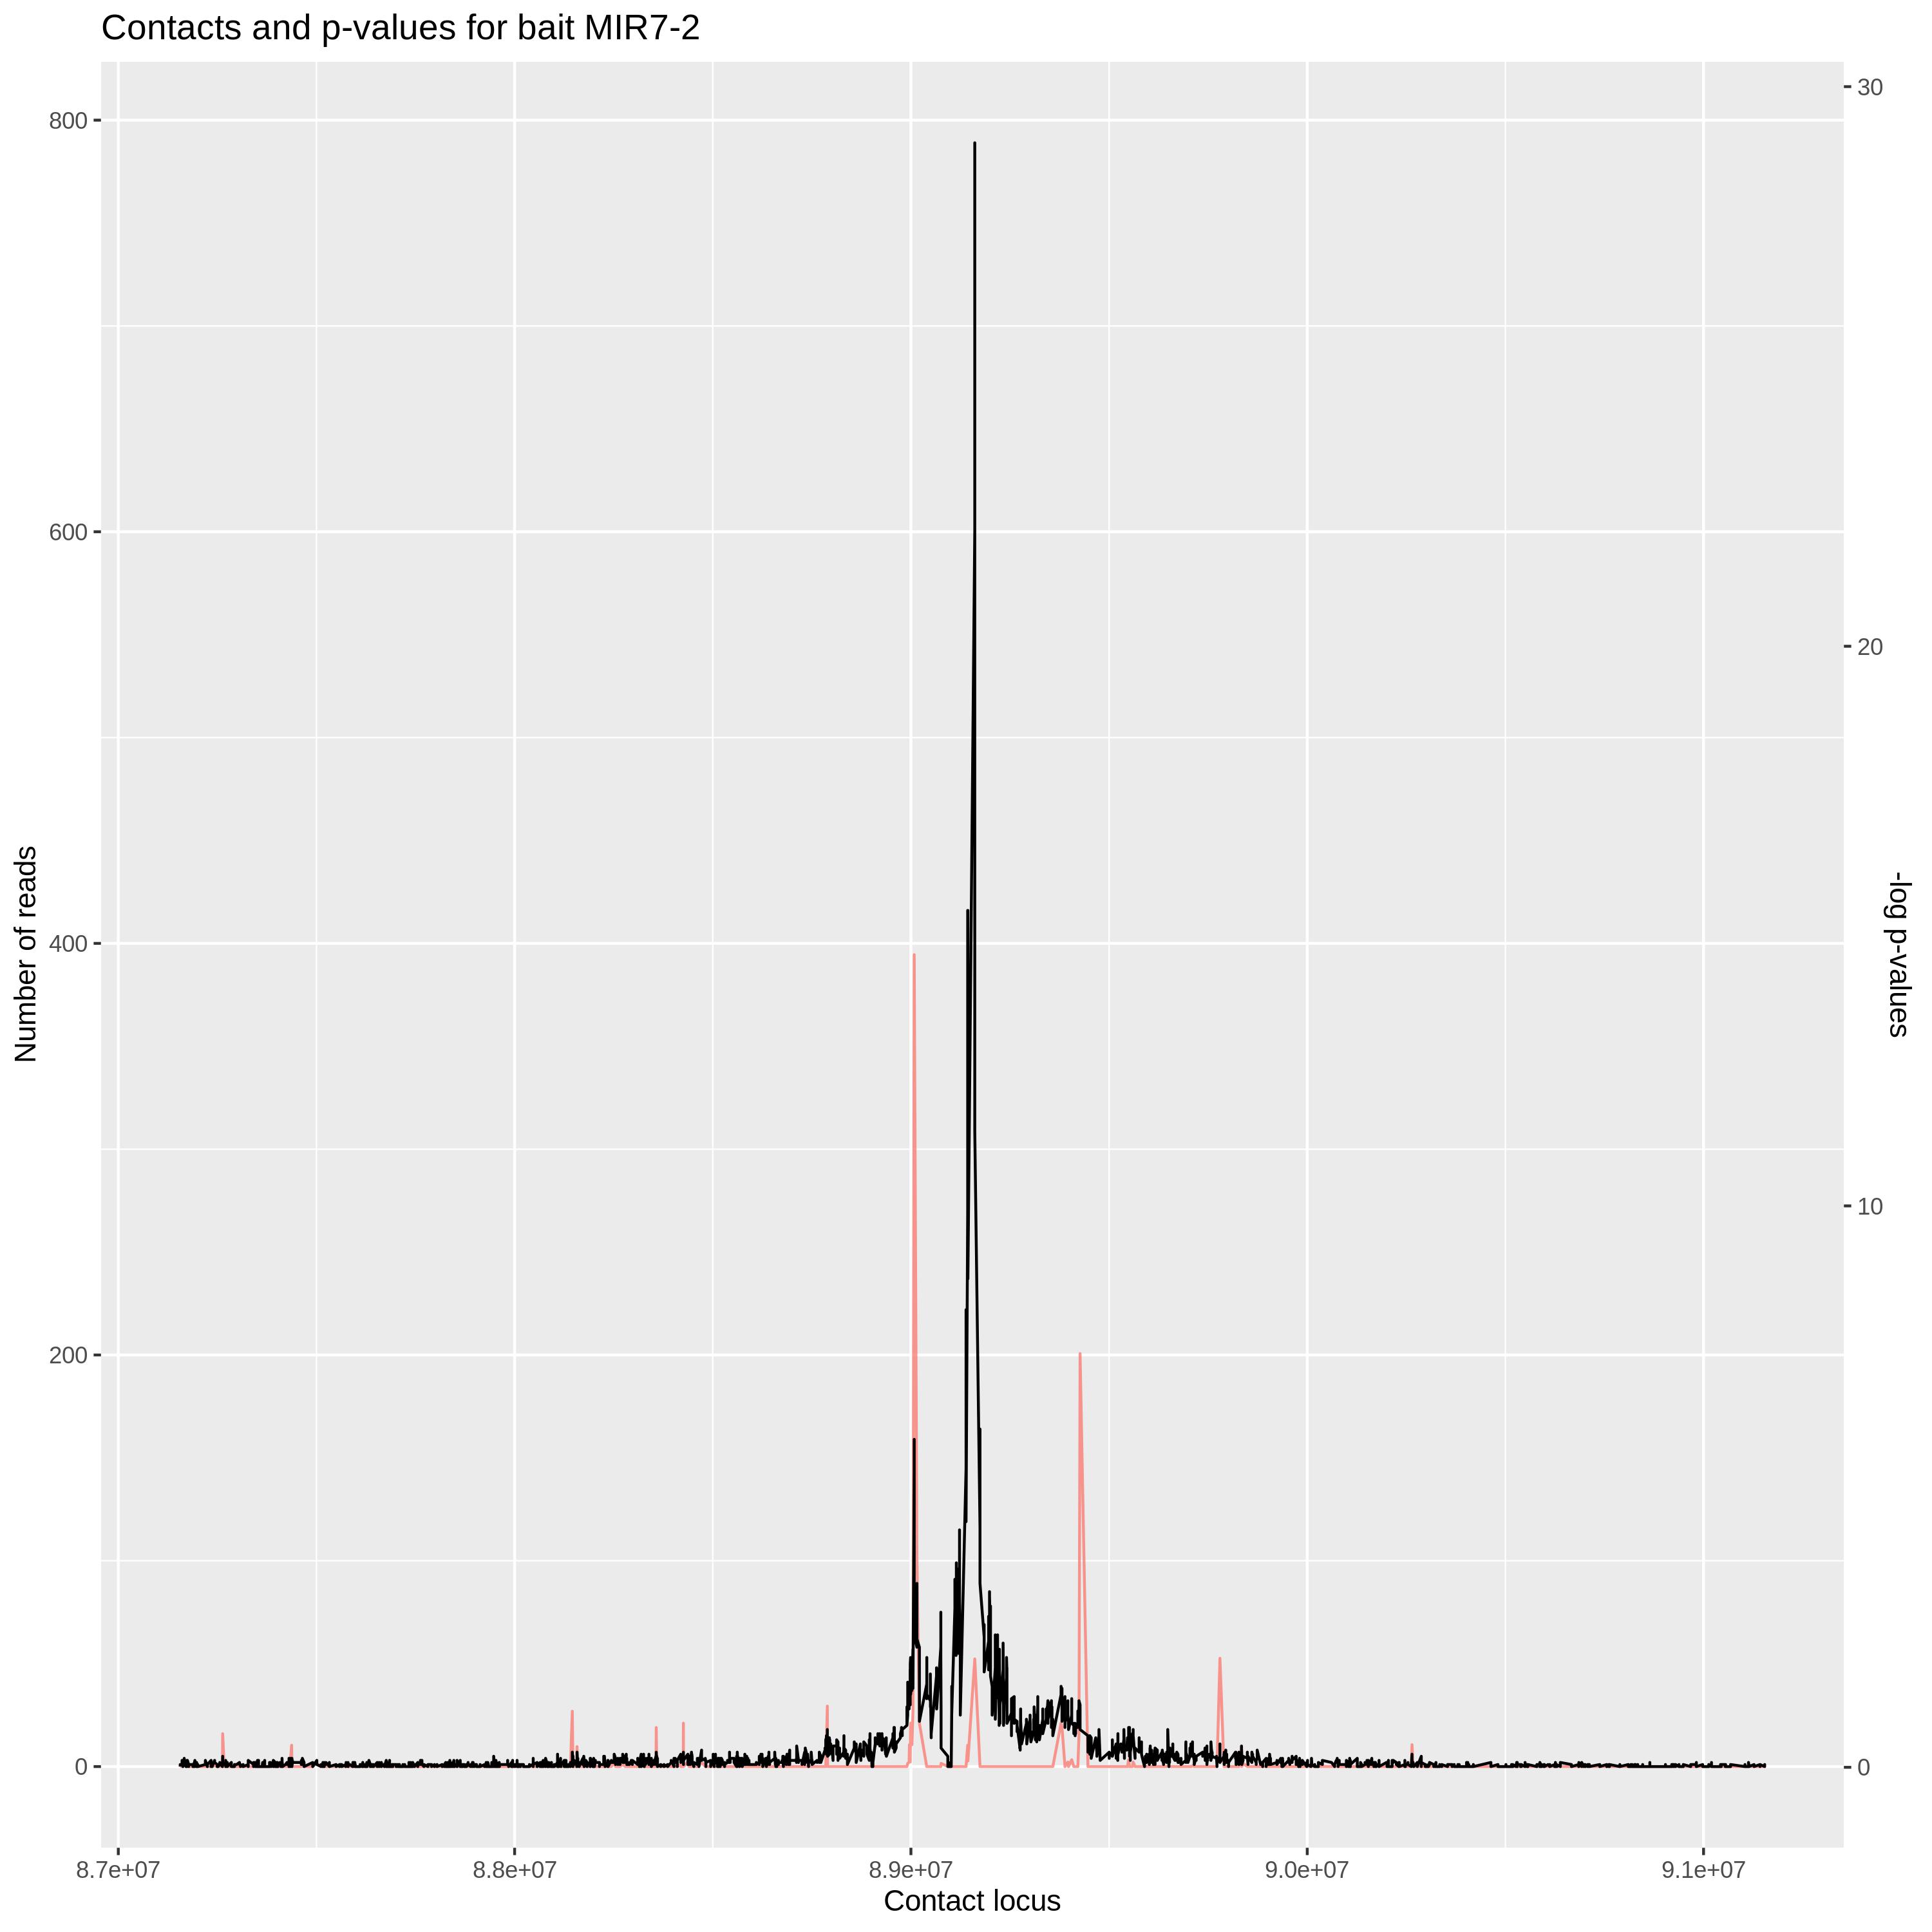 Contacts and p-values for bait MIR7-2
800
600
400
200
0
Number of reads
30
20
10
0
-log p-values
8.7e+07 8.8e+07 8.9e+07 9.0e+07 9.1e+07
Contact locus